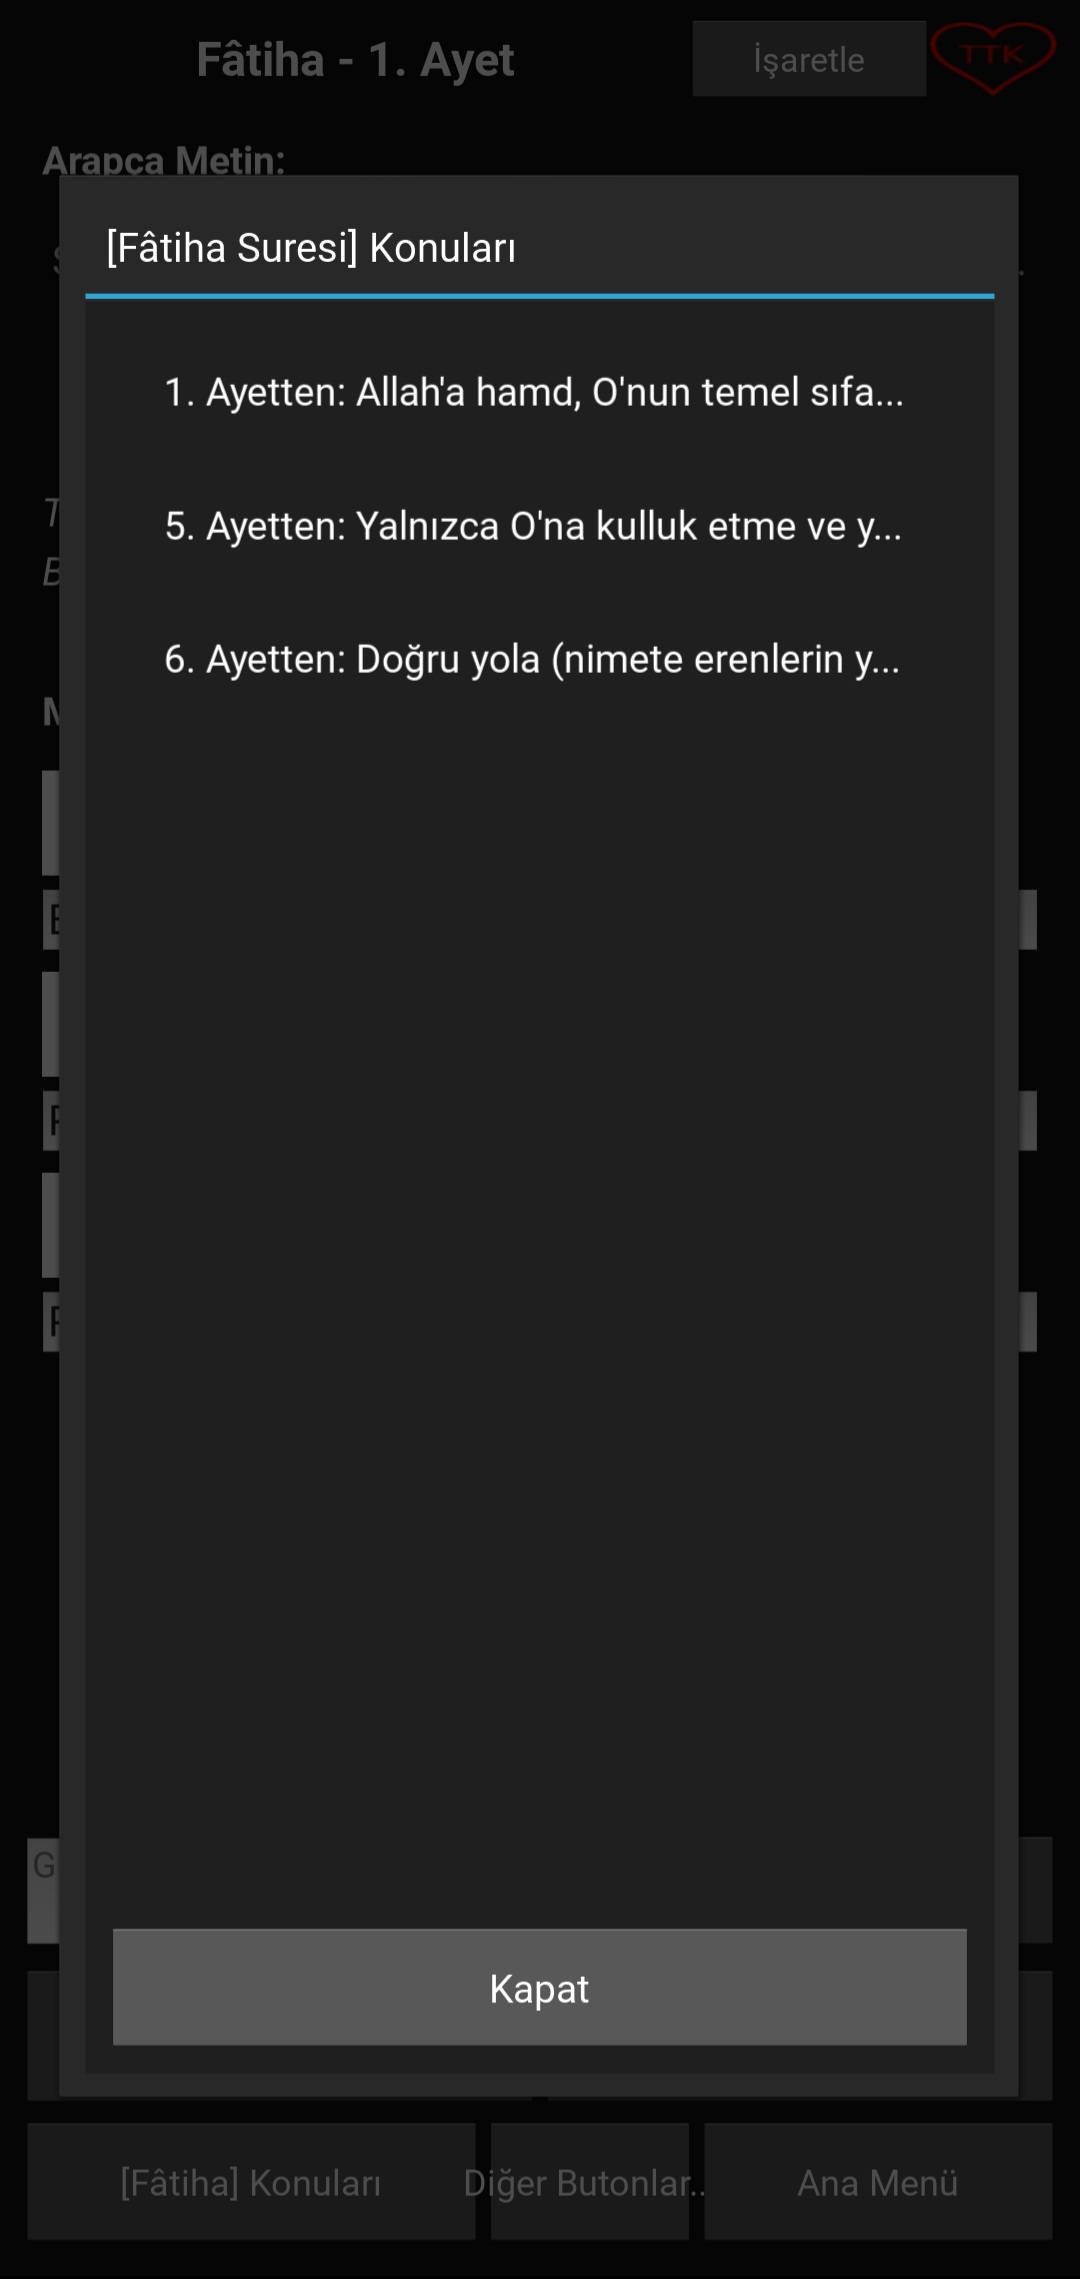 Fâtiha - 1. Ayet
İşaretle
TTK
Arapça Metin:
[Fâtiha Suresi] Konuları
1. Ayetten: Allah'a hamd, O'nun temel sıfa...
5. Ayetten: Yalnızca O'na kulluk etme ve y...
6. Ayetten: Doğru yola (nimete erenlerin y...
Kapat
[Fâtiha] Konuları
Diğer Butonlar..
Ana Menü